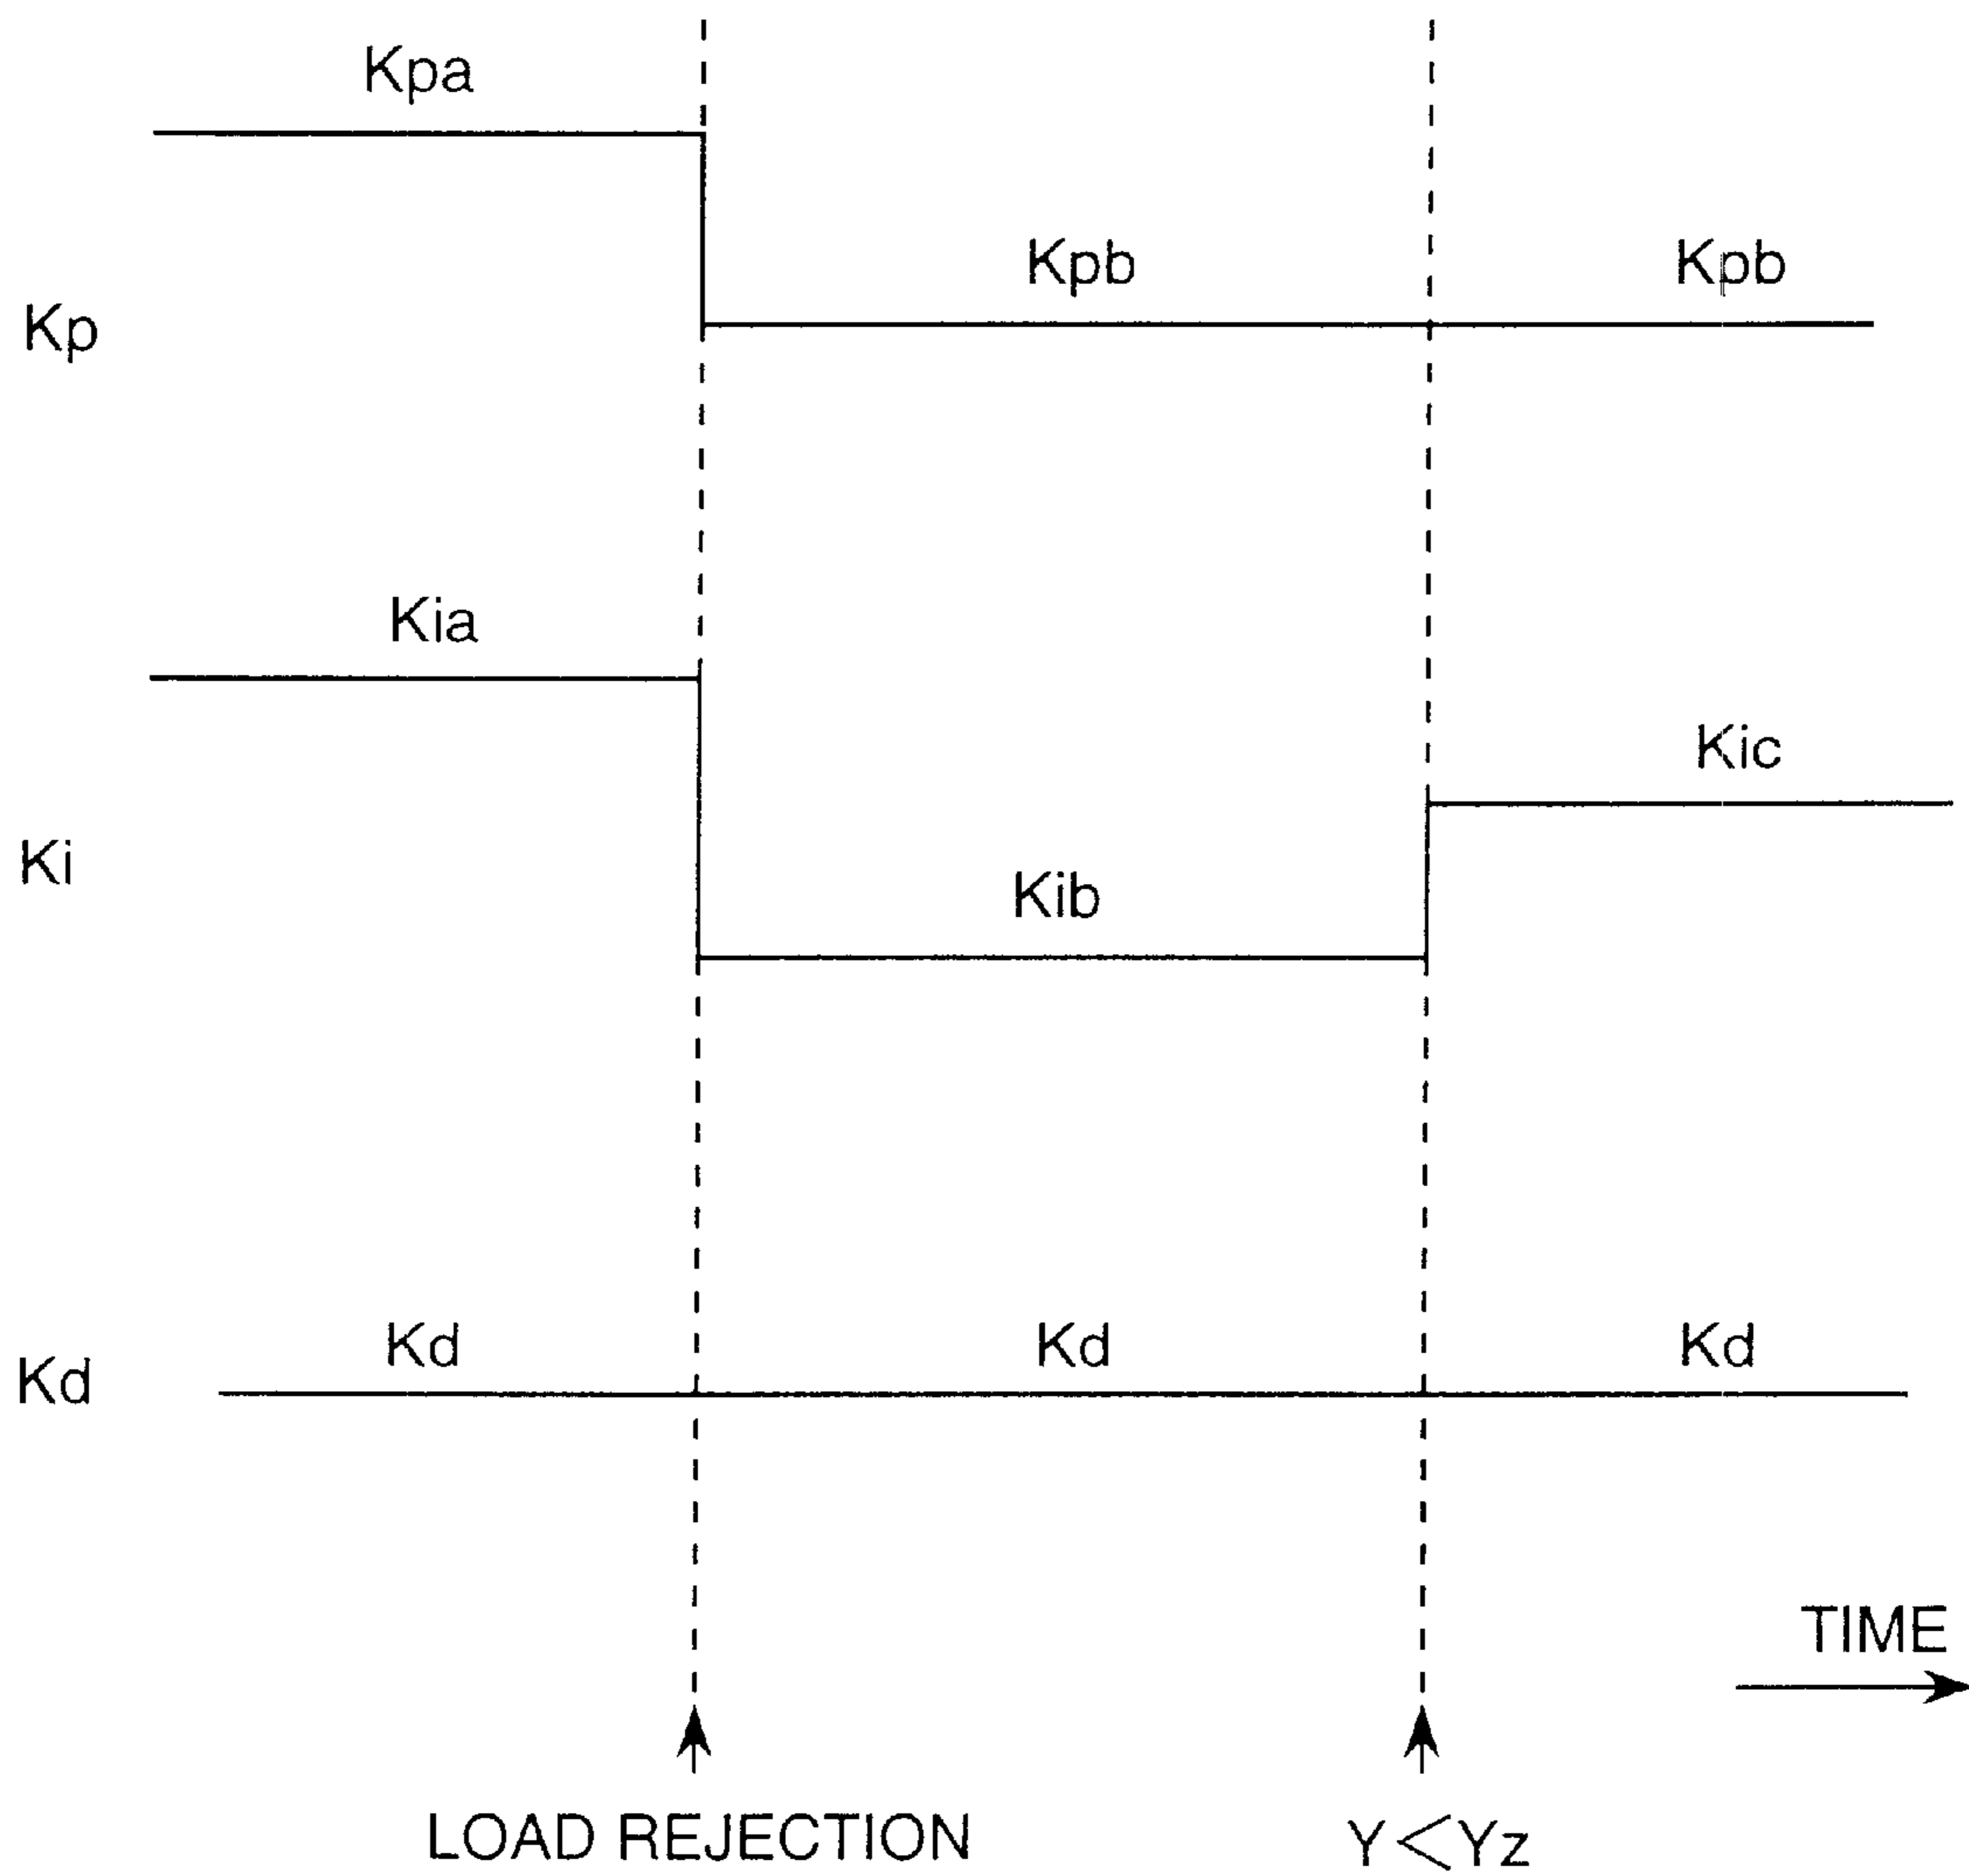 Kpa
Kpb
Kpb
Kp
Kia
Kic
Ki
Kib
Kd
Kd
Kd
Kd
TIME
LOAD REJECTION
Y<Yz